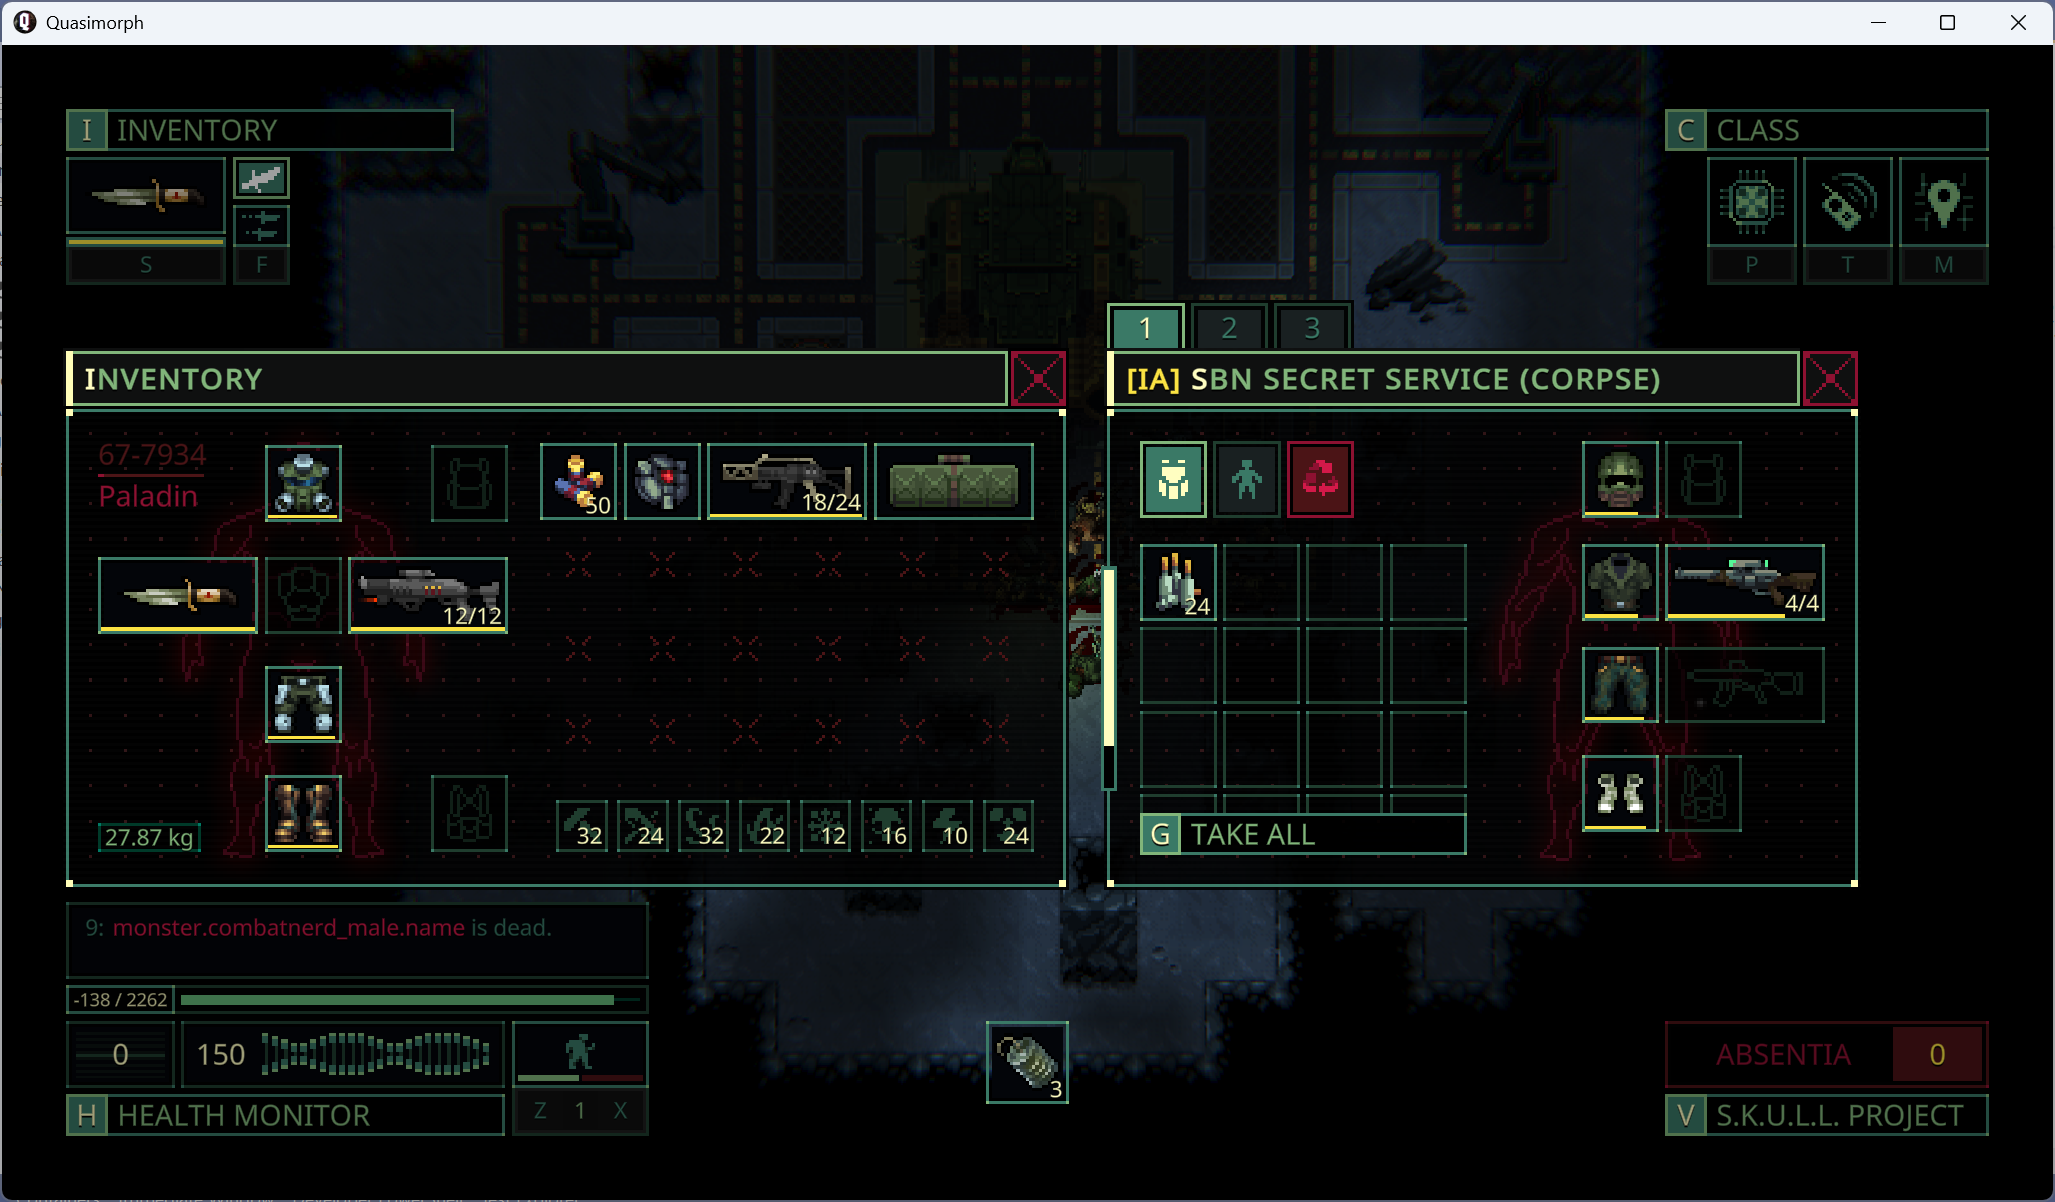 Quasimorph
I INVENTORY
S F
C CLASS
P T M
1 2 3
INVENTORY
[IA] SBN SECRET SERVICE (CORPSE)
67-7934
Paladin
50
18/24
12/12
24
4/4
27.87 kg
32 24 32 22 12 16 10 24
G TAKE ALL
9: monster.combatnerd_male.name is dead.
-138 / 2262
0
150
Z 1 X
H HEALTH MONITOR
3
ABSENTIA 0
V S.K.U.L.L. PROJECT